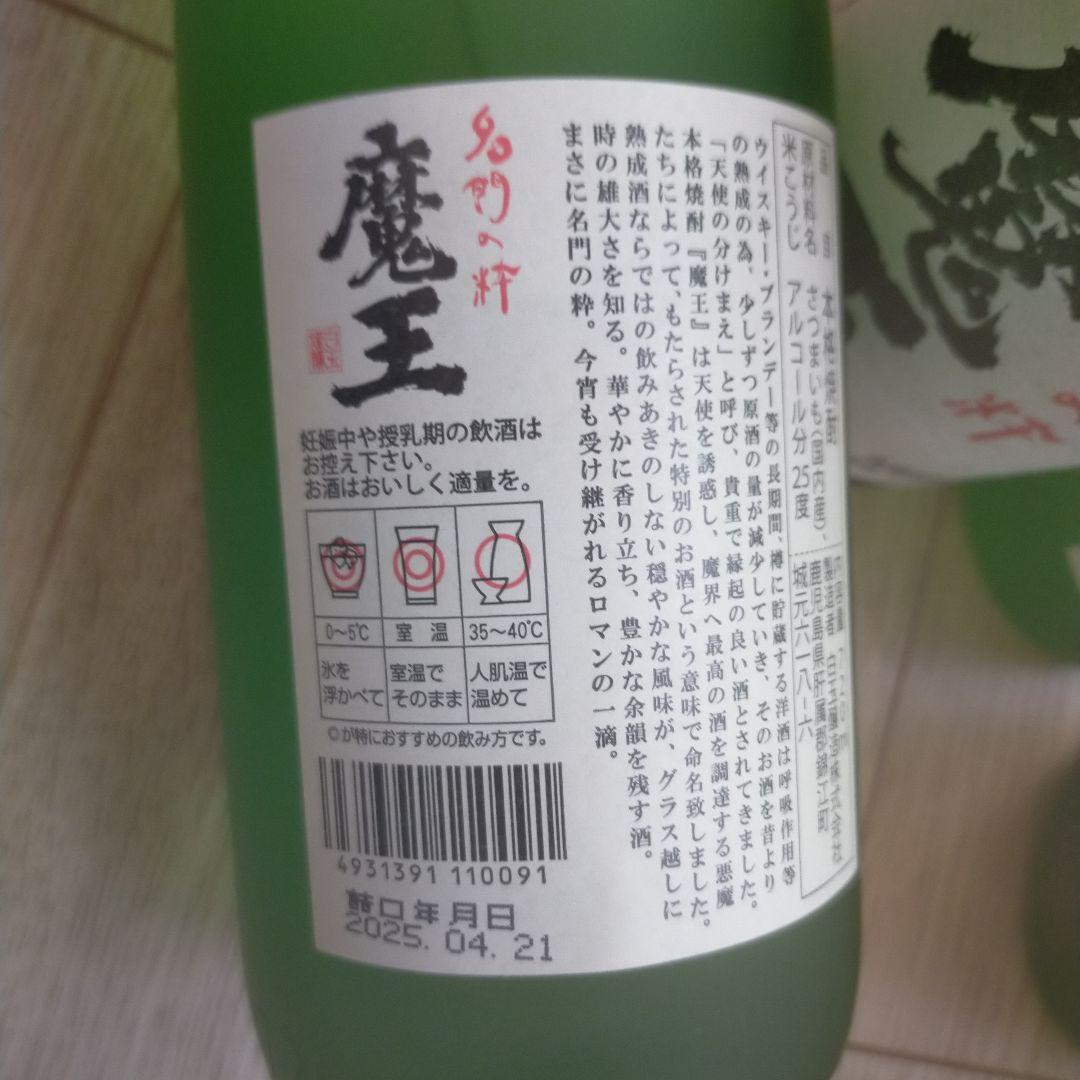 品目 本格焼酎
原材料名 さつまいも(国内産)、
米こうじ アルコール分 25度
内容量 720ml
製造者 白玉醸造株式会社
鹿児島県肝属郡錦江町
城元六一八-六
ウイスキー・ブランデー等の長期間、樽に貯蔵する洋酒は呼吸作用等
の熟成の為、少しずつ原酒の量が減少していき、そのお酒を昔より
「天使の分けまえ」と呼び、貴重で縁起の良い酒とされてきました。
本格焼酎『魔王』は天使を誘惑し、魔界へ最高の酒を調達する悪魔
たちによって、もたらされた特別のお酒という意味で命名致しました。
熟成酒ならではの飲みあきのしない穏やかな風味が、グラス越しに
時の雄大さを知る。華やかに香り立ち、豊かな余韻を残す酒。
まさに名門の粋。今宵も受け継がれるロマンの一滴。
名門の粋
魔王
白玉醸造
妊娠中や授乳期の飲酒は
お控え下さい。
お酒はおいしく適量を。
0〜5℃ 室温 35〜40℃
氷を 室温で 人肌温で
浮かべて そのまま 温めて
◎が特におすすめの飲み方です。
4931391 110091
詰口年月日
2025. 04. 21
魔
の粋